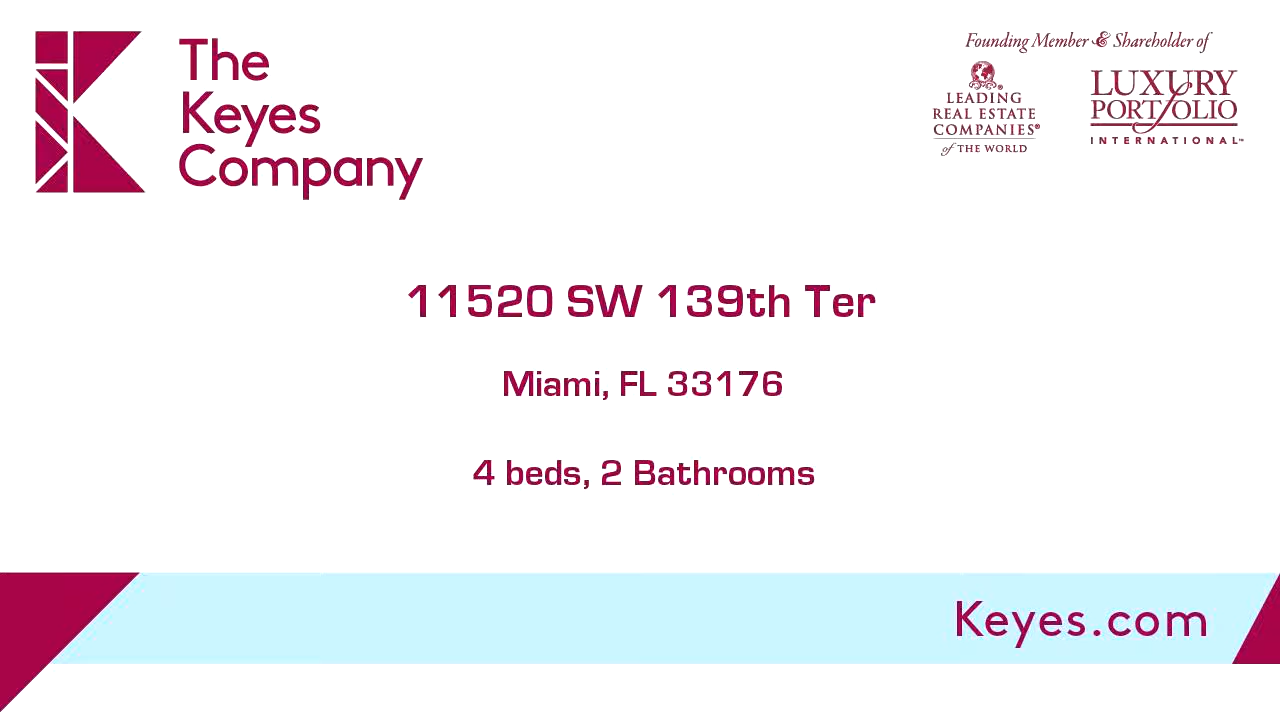 The
Keyes
Company
Founding Member & Shareholder of
LEADING
REAL ESTATE
COMPANIES®
of THE WORLD
LUXURY
PORTFOLIO
INTERNATIONAL™
11520 SW 139th Ter
Miami, FL 33176
4 beds, 2 Bathrooms
Keyes.com